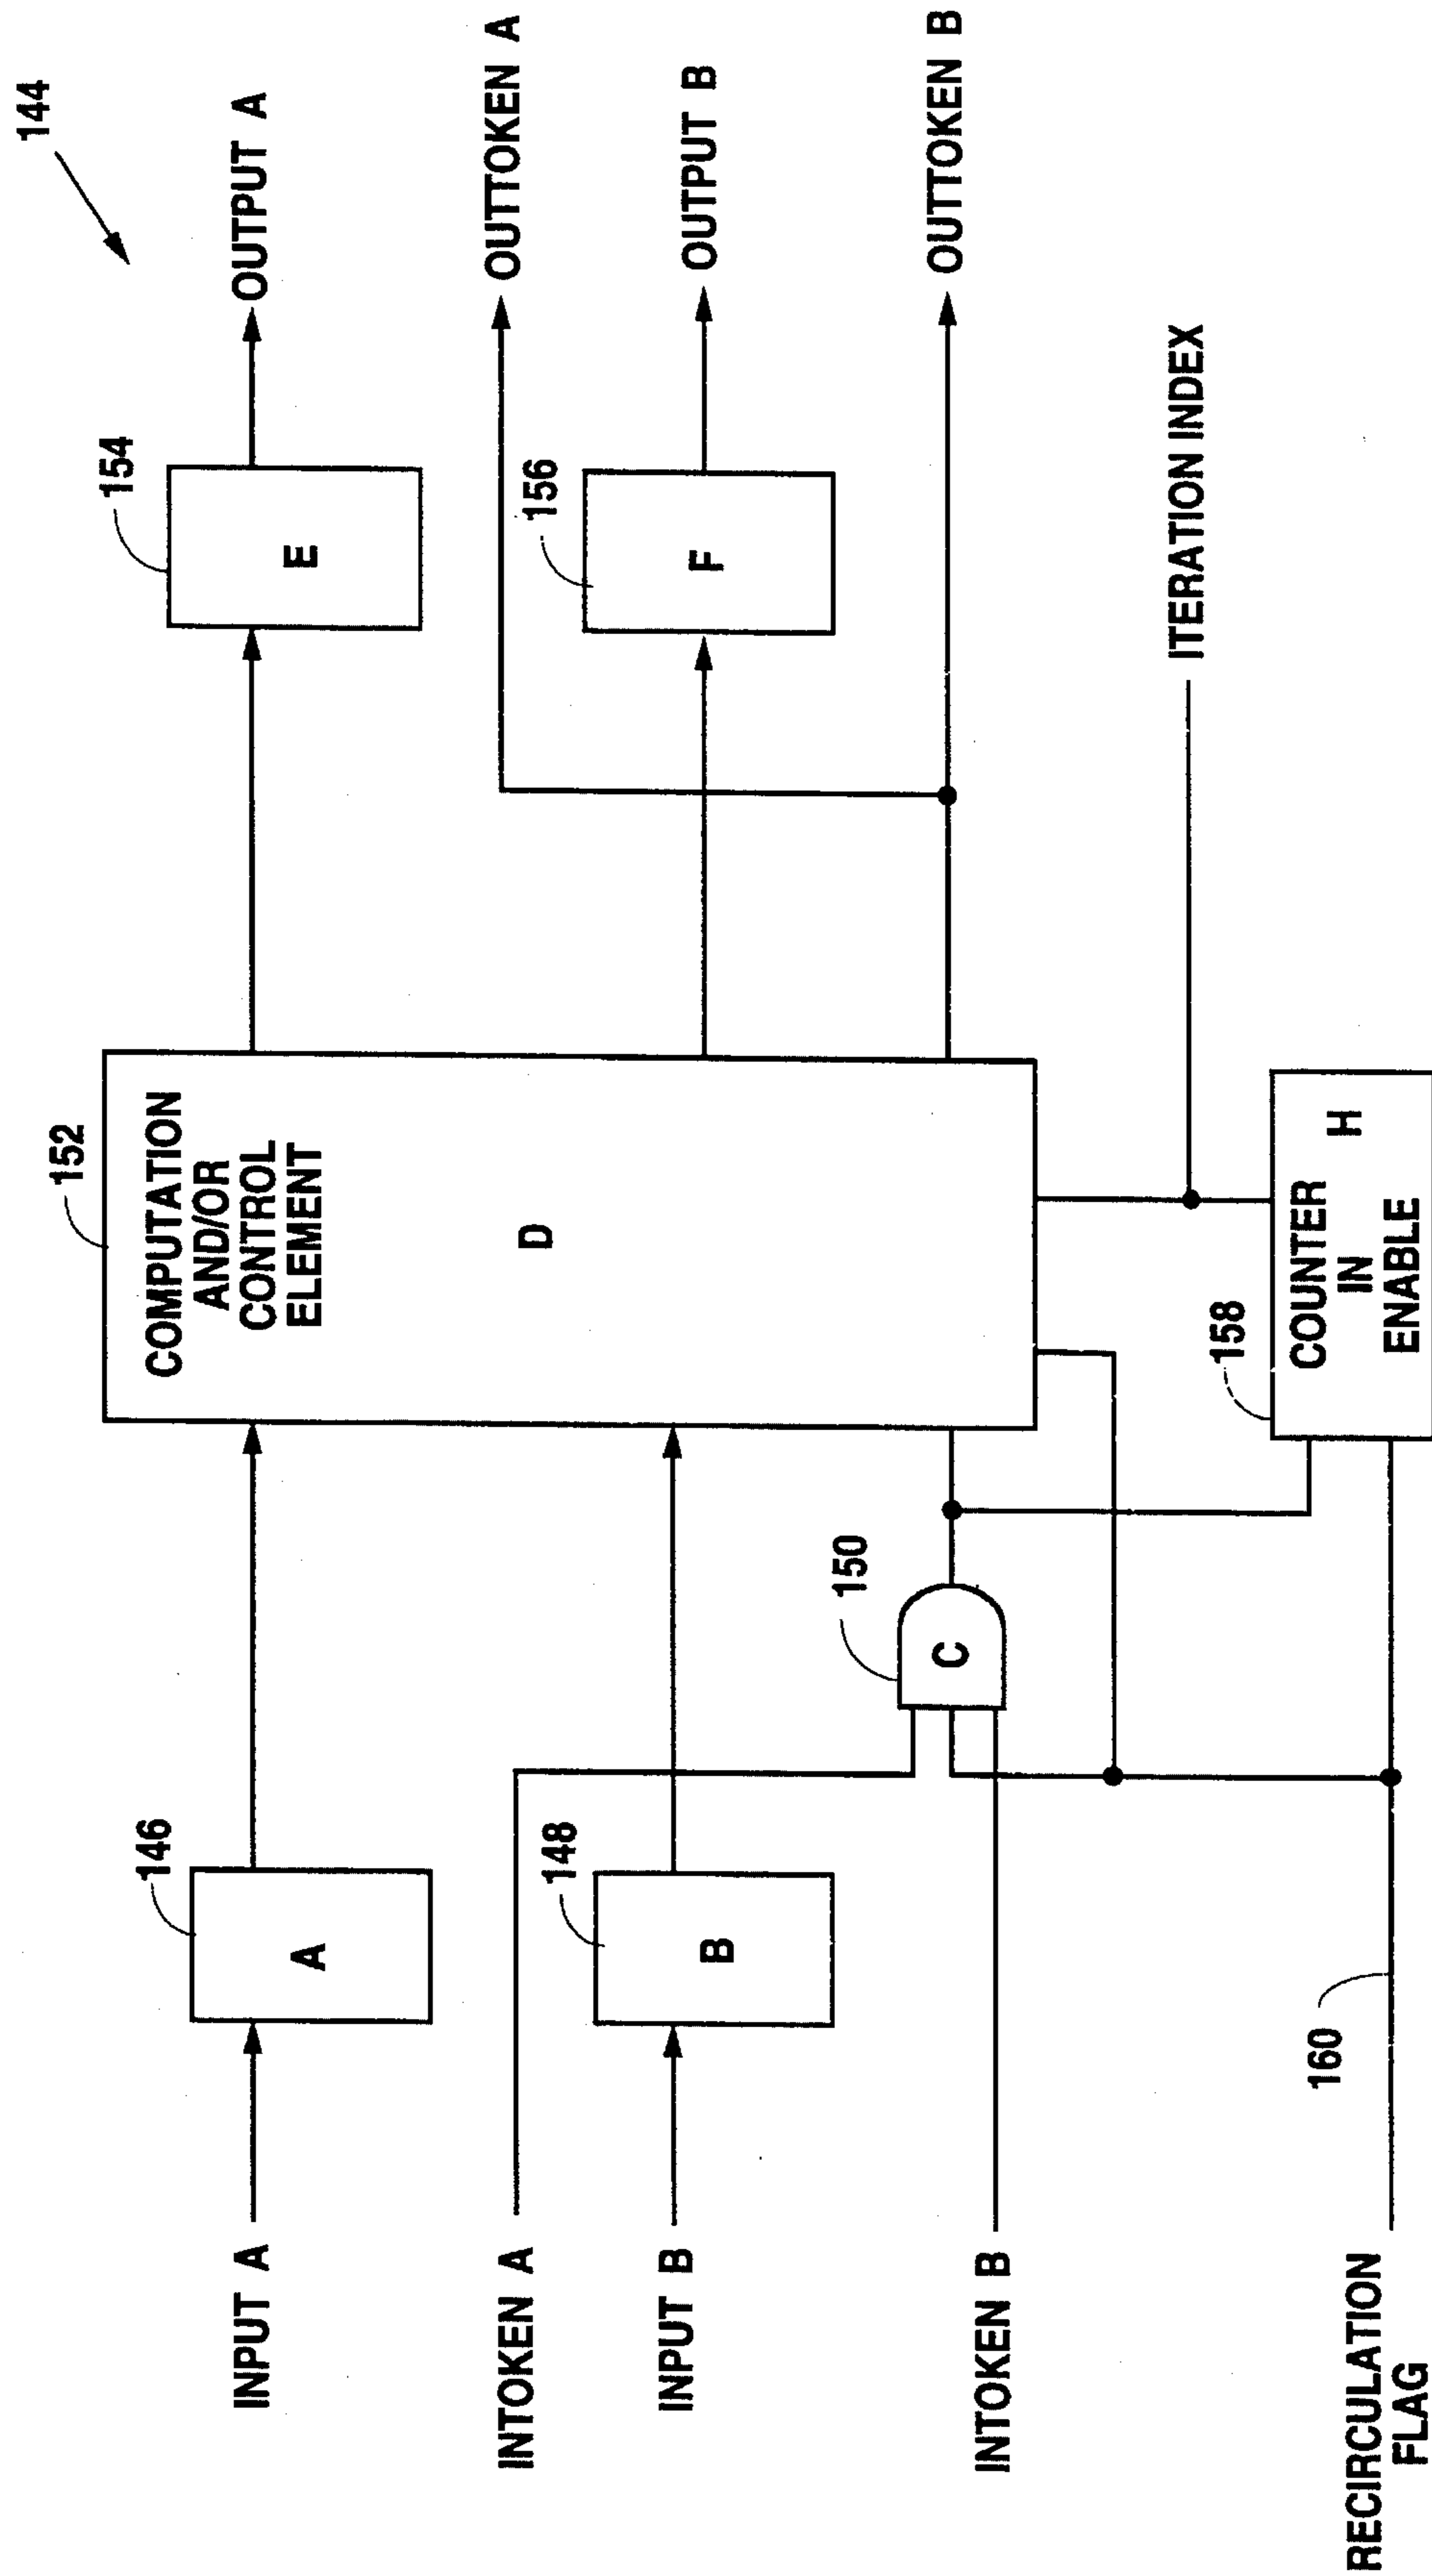 144
INPUT A
146
A
152
COMPUTATION
AND/OR
CONTROL
ELEMENT
D
154
E
OUTPUT A
INTOKEN A
OUTTOKEN A
INPUT B
148
B
156
F
OUTPUT B
INTOKEN B
150
C
OUTTOKEN B
ITERATION INDEX
RECIRCULATION
FLAG
160
158
COUNTER
IN H
ENABLE